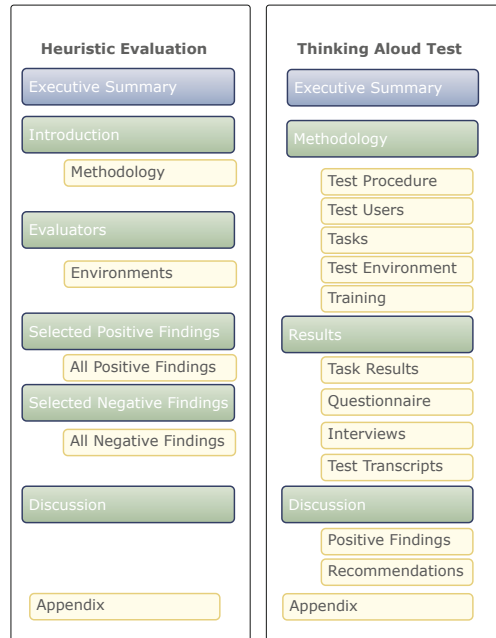 Heuristic Evaluation
Executive Summary
Introduction
Methodology
Evaluators
Environments
Selected Positive Findings
All Positive Findings
Selected Negative Findings
All Negative Findings
Discussion
Appendix
Thinking Aloud Test
Executive Summary
Methodology
Test Procedure
Test Users
Tasks
Test Environment
Training
Results
Task Results
Questionnaire
Interviews
Test Transcripts
Discussion
Positive Findings
Recommendations
Appendix